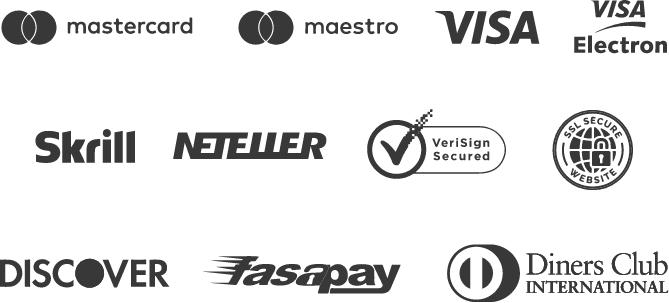 mastercard
maestro
VISA
VISA
Electron
Skrill
NETELLER
VeriSign
Secured
SSL SECURE
WEBSITE
DISCOVER
fasapay
Diners Club
INTERNATIONAL